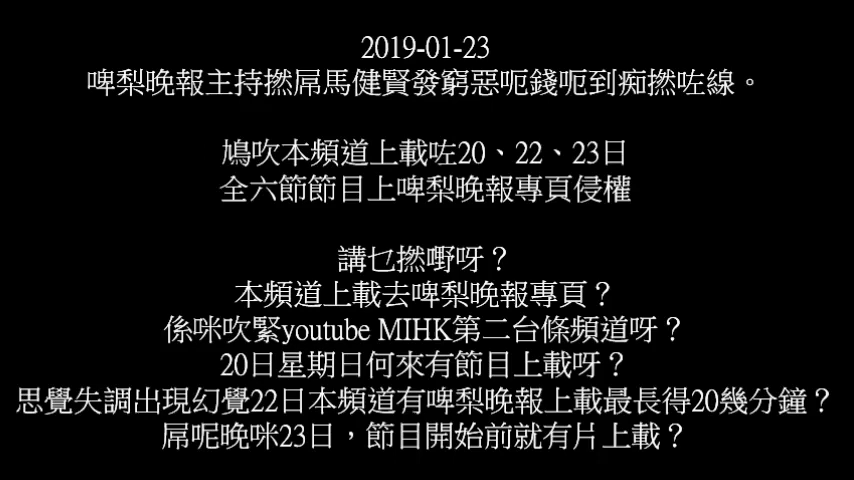 2019-01-23
啤梨晚報主持撚屌馬健賢發窮惡呃錢呃到痴撚咗線。
鳩吹本頻道上載咗20、22、23日
全六節節目上啤梨晚報專頁侵權
講乜撚嘢呀？
本頻道上載去啤梨晚報專頁？
係咪吹緊youtube MIHK第二台條頻道呀？
20日星期日何來有節目上載呀？
思覺失調出現幻覺22日本頻道有啤梨晚報上載最長得20幾分鐘？
屌呢晚咪23日，節目開始前就有片上載？